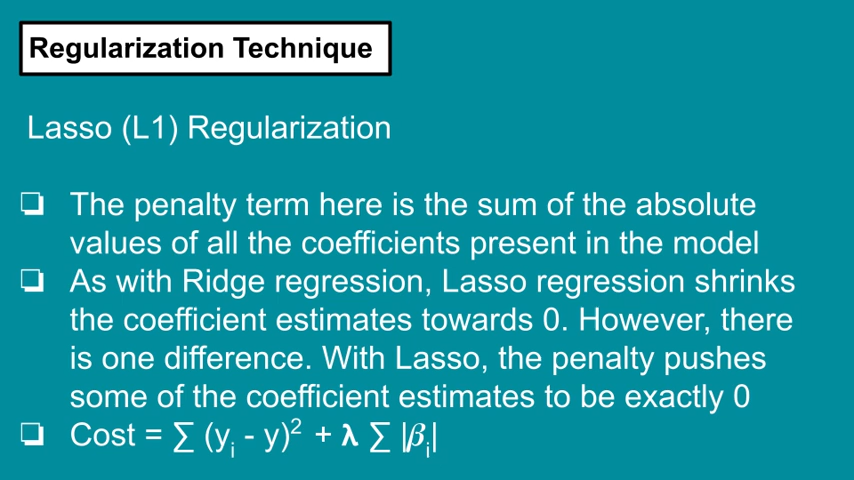 Regularization Technique
Lasso (L1) Regularization
❏ The penalty term here is the sum of the absolute
values of all the coefficients present in the model
❏ As with Ridge regression, Lasso regression shrinks
the coefficient estimates towards 0. However, there
is one difference. With Lasso, the penalty pushes
some of the coefficient estimates to be exactly 0
❏ Cost = ∑ (yᵢ - y)² + λ ∑ |βᵢ|